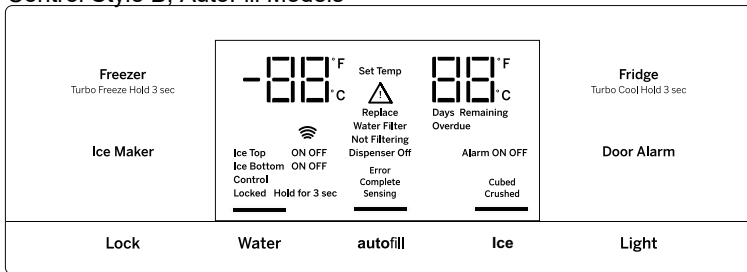 Control Style B, AutoFill Models
Freezer
Turbo Freeze Hold 3 sec
Ice Maker
-88 °F °C
Set Temp
88 °F °C
Replace
Water Filter
Not Filtering
Dispenser Off
Days Remaining
Overdue
Ice Top ON OFF
Ice Bottom ON OFF
Control
Locked Hold for 3 sec
Error
Complete
Sensing
Alarm ON OFF
Cubed
Crushed
Fridge
Turbo Cool Hold 3 sec
Door Alarm
Lock
Water
autofill
Ice
Light